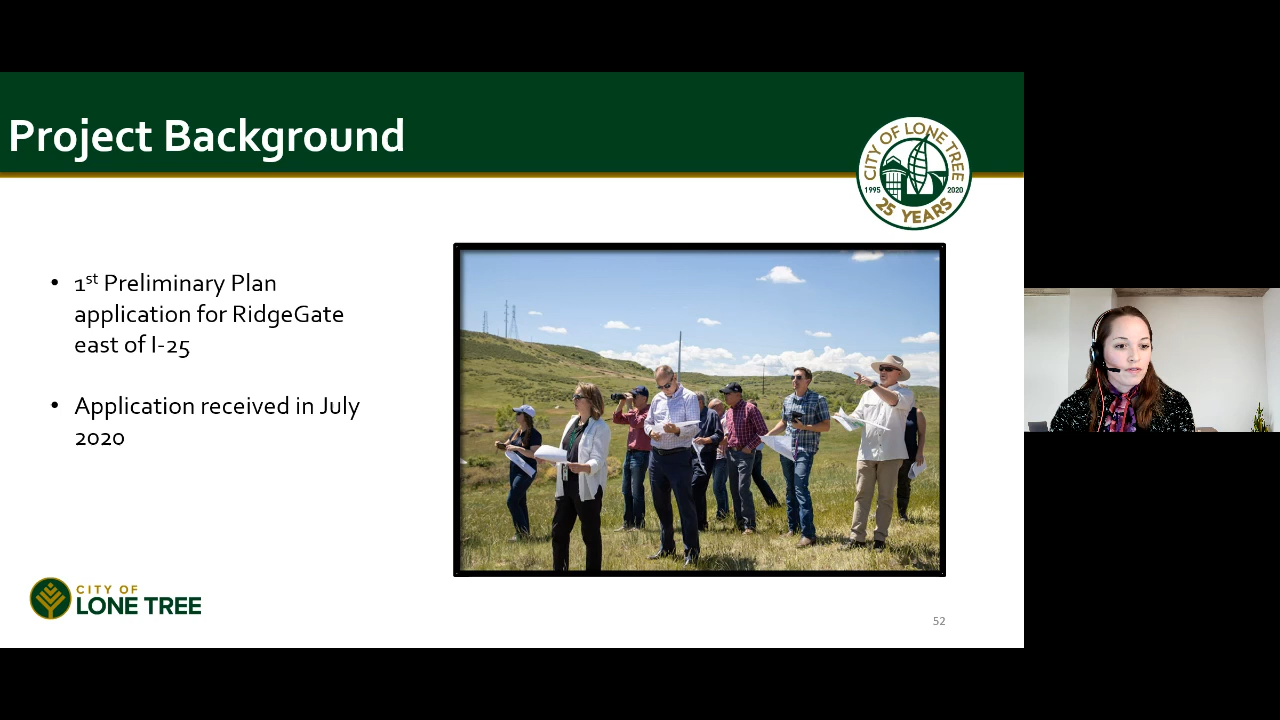 Project Background
CITY OF LONE TREE
1995 2020
25 YEARS
• 1st Preliminary Plan
application for RidgeGate
east of I-25
• Application received in July
2020
CITY OF
LONE TREE
52